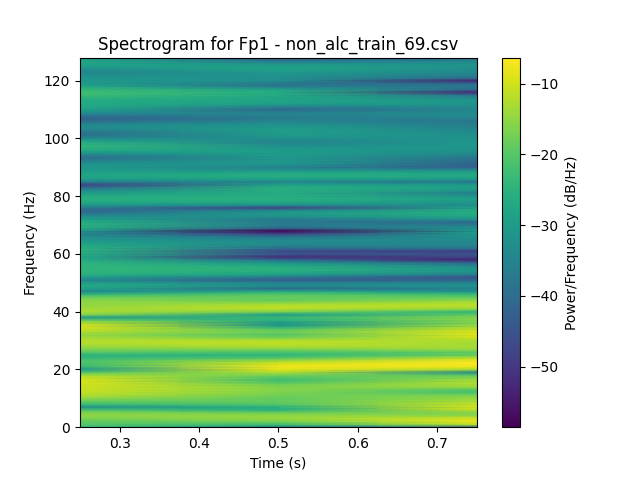 Spectrogram for Fp1 - non_alc_train_69.csv
120
100
80
60
40
20
0
Frequency (Hz)
0.3 0.4 0.5 0.6 0.7
Time (s)
−10
−20
−30
−40
−50
Power/Frequency (dB/Hz)